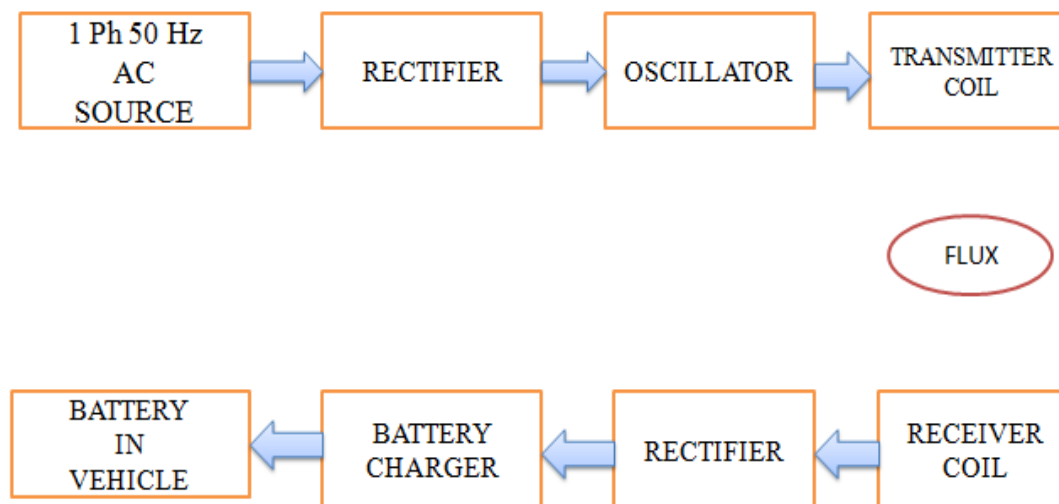 1 Ph 50 Hz
AC
SOURCE
RECTIFIER
OSCILLATOR
TRANSMITTER
COIL
FLUX
BATTERY
IN
VEHICLE
BATTERY
CHARGER
RECTIFIER
RECEIVER
COIL